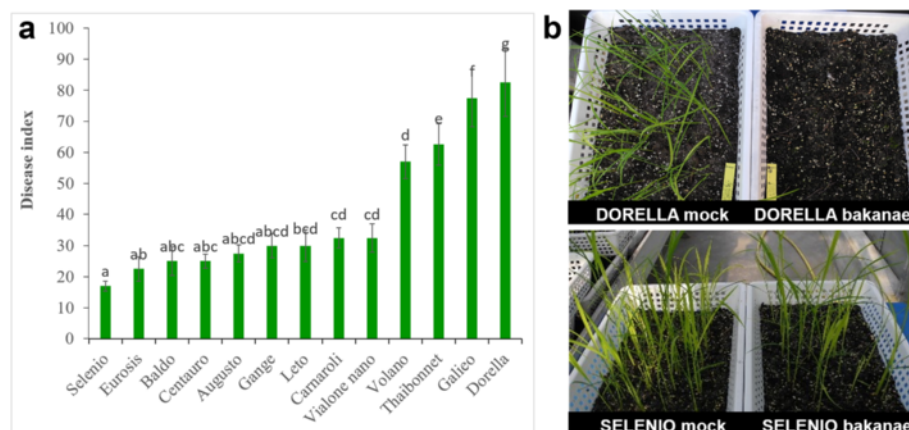 a
Disease index
100
90
80
70
60
50
40
30
20
10
0
a
ab
abc
abc
abcd
abcd
bcd
cd
cd
d
e
f
g
Selenio
Eurosis
Baldo
Centauro
Augusto
Gange
Leto
Carnaroli
Vialone nano
Volano
Thaibonnet
Galieo
Dorella
b
DORELLA mock
DORELLA bakanae
SELENIO mock
SELENIO bakanae